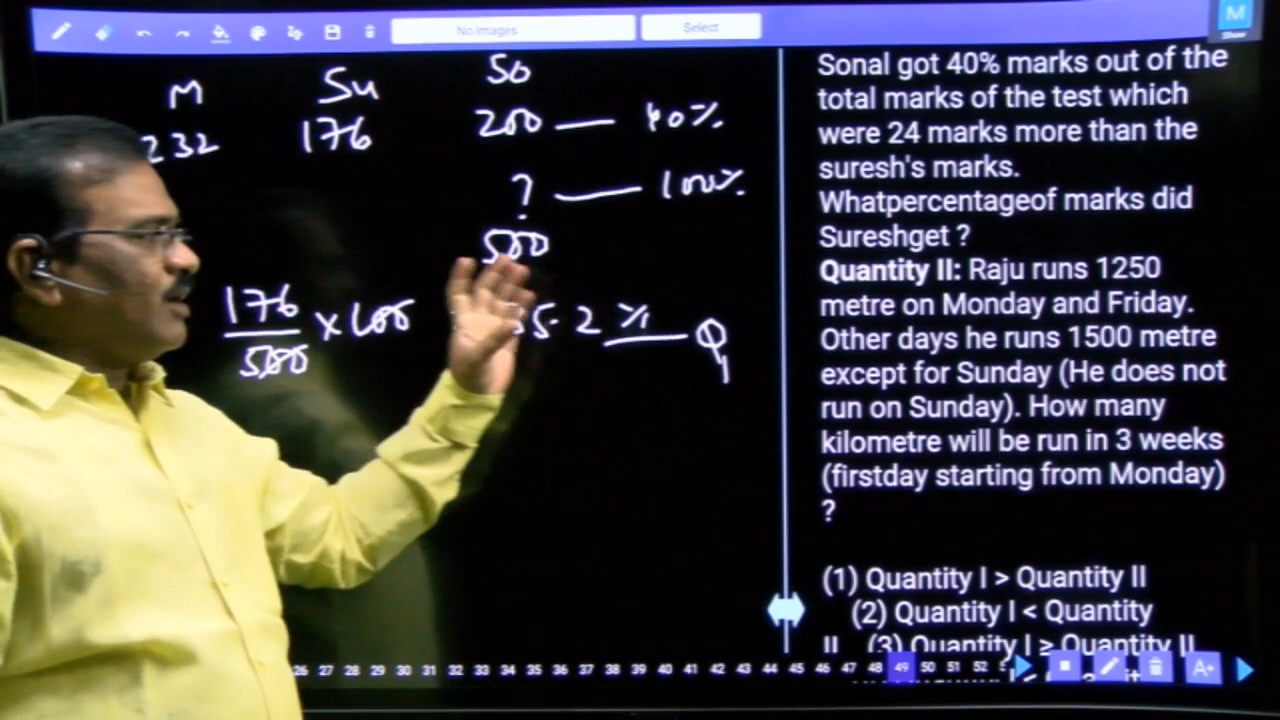 No Images
Select
M
Show
M Su So
232 176 200 — 40%
? — 100%
500
176/500 × 100 35.2% — Q1
Sonal got 40% marks out of the
total marks of the test which
were 24 marks more than the
suresh's marks.
Whatpercentageof marks did
Sureshget ?
Quantity II: Raju runs 1250
metre on Monday and Friday.
Other days he runs 1500 metre
except for Sunday (He does not
run on Sunday). How many
kilometre will be run in 3 weeks
(firstday starting from Monday)
?
(1) Quantity I > Quantity II
(2) Quantity I < Quantity
II (3) Quantity I ≥ Quantity II
26 27 28 29 30 31 32 33 34 35 36 37 38 39 40 41 42 43 44 45 46 47 48 49 50 51 52 ?
A+